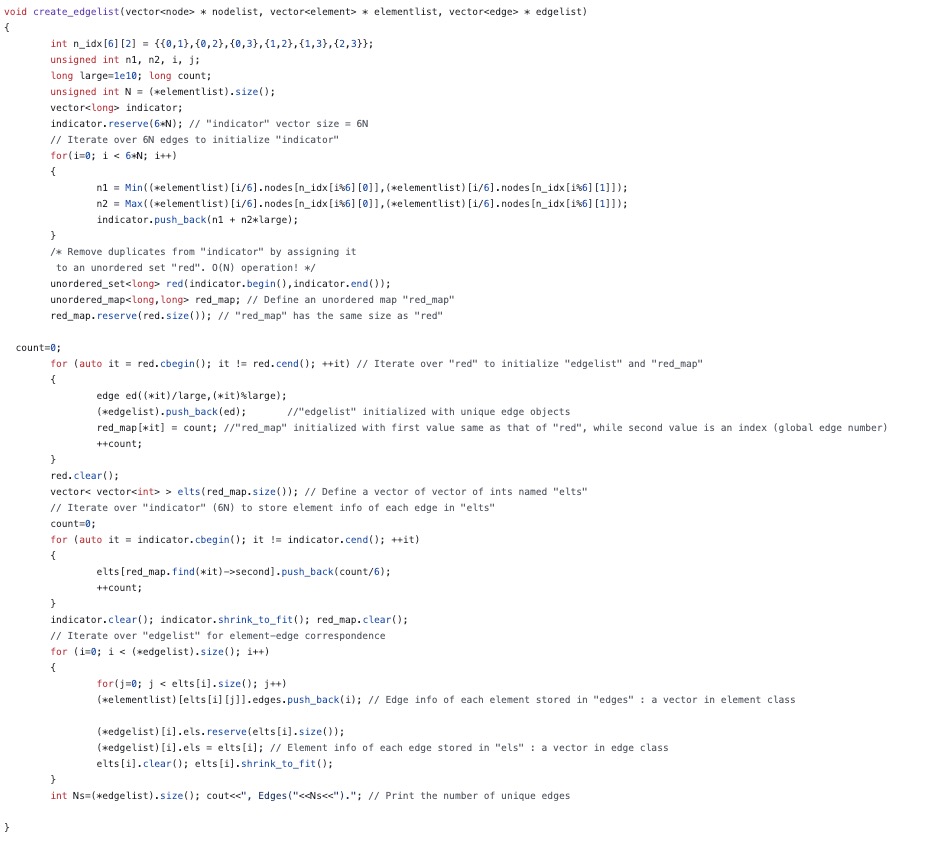 void create_edgelist(vector<node> * nodelist, vector<element> * elementlist, vector<edge> * edgelist)
{
        int n_idx[6][2] = {{0,1},{0,2},{0,3},{1,2},{1,3},{2,3}};
        unsigned int n1, n2, i, j;
        long large=1e10; long count;
        unsigned int N = (*elementlist).size();
        vector<long> indicator;
        indicator.reserve(6*N); // "indicator" vector size = 6N
        // Iterate over 6N edges to initialize "indicator"
        for(i=0; i < 6*N; i++)
        {
                n1 = Min((*elementlist)[i/6].nodes[n_idx[i%6][0]],(*elementlist)[i/6].nodes[n_idx[i%6][1]]);
                n2 = Max((*elementlist)[i/6].nodes[n_idx[i%6][0]],(*elementlist)[i/6].nodes[n_idx[i%6][1]]);
                indicator.push_back(n1 + n2*large);
        }
        /* Remove duplicates from "indicator" by assigning it
         to an unordered set "red". O(N) operation! */
        unordered_set<long> red(indicator.begin(),indicator.end());
        unordered_map<long,long> red_map; // Define an unordered map "red_map"
        red_map.reserve(red.size()); // "red_map" has the same size as "red"

  count=0;
        for (auto it = red.cbegin(); it != red.cend(); ++it) // Iterate over "red" to initialize "edgelist" and "red_map"
        {
                edge ed((*it)/large,(*it)%large);
                (*edgelist).push_back(ed);       //"edgelist" initialized with unique edge objects
                red_map[*it] = count; //"red_map" initialized with first value same as that of "red", while second value is an index (global edge number)
                ++count;
        }
        red.clear();
        vector< vector<int> > elts(red_map.size()); // Define a vector of vector of ints named "elts"
        // Iterate over "indicator" (6N) to store element info of each edge in "elts"
        count=0;
        for (auto it = indicator.cbegin(); it != indicator.cend(); ++it)
        {
                elts[red_map.find(*it)->second].push_back(count/6);
                ++count;
        }
        indicator.clear(); indicator.shrink_to_fit(); red_map.clear();
        // Iterate over "edgelist" for element-edge correspondence
        for (i=0; i < (*edgelist).size(); i++)
        {
                for(j=0; j < elts[i].size(); j++)
                (*elementlist)[elts[i][j]].edges.push_back(i); // Edge info of each element stored in "edges" : a vector in element class

                (*edgelist)[i].els.reserve(elts[i].size());
                (*edgelist)[i].els = elts[i]; // Element info of each edge stored in "els" : a vector in edge class
                elts[i].clear(); elts[i].shrink_to_fit();
        }
        int Ns=(*edgelist).size(); cout<<", Edges("<<Ns<<")."; // Print the number of unique edges

}